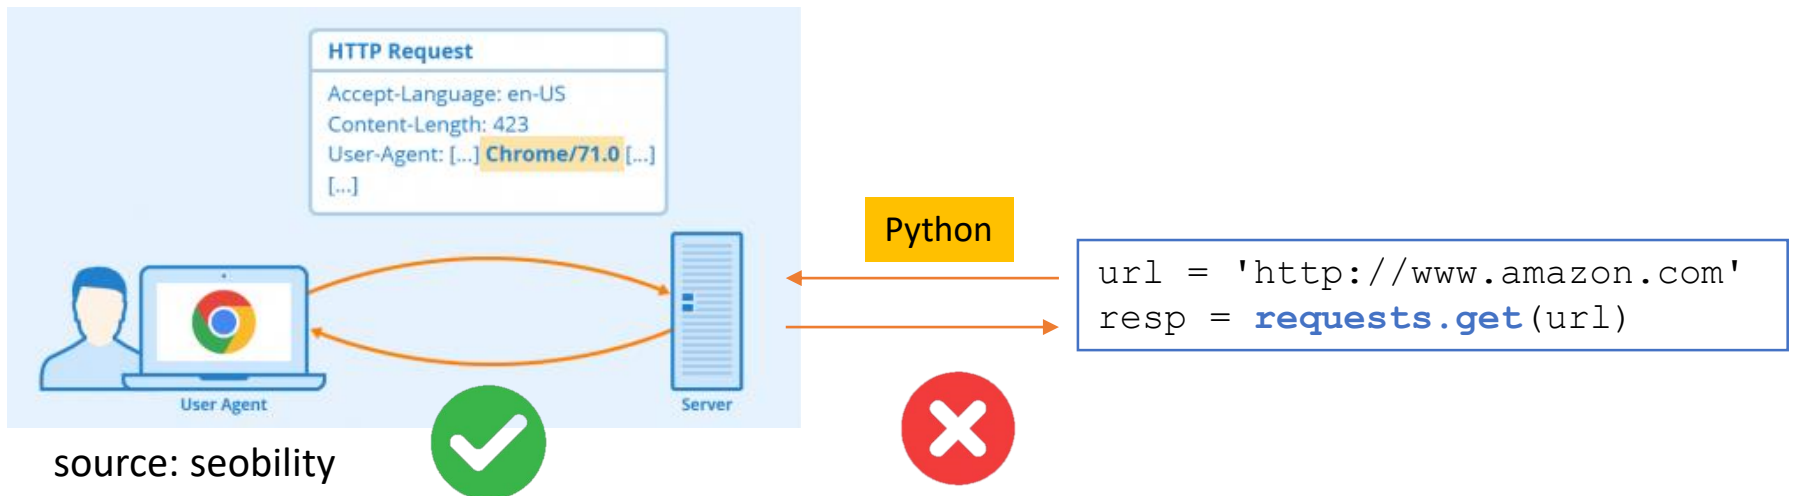 HTTP Request
Accept-Language: en-US
Content-Length: 423
User-Agent: [...] Chrome/71.0 [...]
[...]
User Agent
Server
source: seobility
Python
url = 'http://www.amazon.com'
resp = requests.get(url)